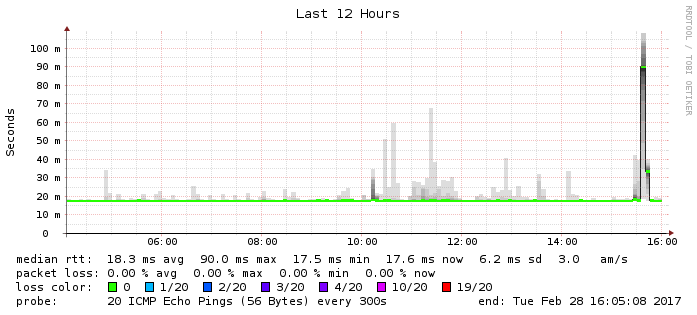 Last 12 Hours
RRDTOOL / TOBI OETIKER
Seconds
100 m
90 m
80 m
70 m
60 m
50 m
40 m
30 m
20 m
10 m
0
06:00 08:00 10:00 12:00 14:00 16:00
median rtt: 18.3 ms avg 90.0 ms max 17.5 ms min 17.6 ms now 6.2 ms sd 3.0 am/s
packet loss: 0.00 % avg 0.00 % max 0.00 % min 0.00 % now
loss color: 0 1/20 2/20 3/20 4/20 10/20 19/20
probe: 20 ICMP Echo Pings (56 Bytes) every 300s end: Tue Feb 28 16:05:08 2017